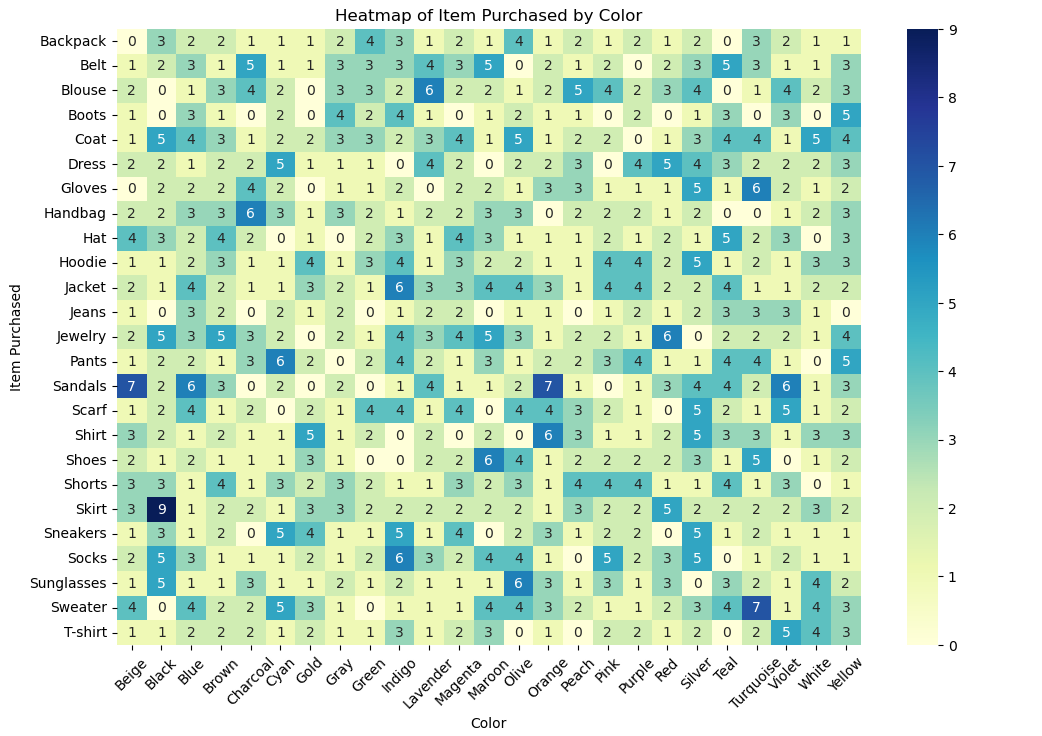 Heatmap of Item Purchased by Color
Backpack 0 3 2 2 1 1 1 2 4 3 1 2 1 4 1 2 1 2 1 2 0 3 2 1 1
Belt 1 2 3 1 5 1 1 3 3 3 4 3 5 0 2 1 2 0 2 3 5 3 1 1 3
Blouse 2 0 1 3 4 2 0 3 3 2 6 2 2 1 2 5 4 2 3 4 0 1 4 2 3
Boots 1 0 3 1 0 2 0 4 2 4 1 0 1 2 1 1 0 2 0 1 3 0 3 0 5
Coat 1 5 4 3 1 2 2 3 3 2 3 4 1 5 1 2 2 0 1 3 4 4 1 5 4
Dress 2 2 1 2 2 5 1 1 1 0 4 2 0 2 2 3 0 4 5 4 3 2 2 2 3
Gloves 0 2 2 2 4 2 0 1 1 2 0 2 2 1 3 3 1 1 1 5 1 6 2 1 2
Handbag 2 2 3 3 6 3 1 3 2 1 2 2 3 3 0 2 2 2 1 2 0 0 1 2 3
Hat 4 3 2 4 2 0 1 0 2 3 1 4 3 1 1 1 2 1 2 1 5 2 3 0 3
Hoodie 1 1 2 3 1 1 4 1 3 4 1 3 2 2 1 1 4 4 2 5 1 2 1 3 3
Jacket 2 1 4 2 1 1 3 2 1 6 3 3 4 4 3 1 4 4 2 2 4 1 1 2 2
Jeans 1 0 3 2 0 2 1 2 0 1 2 2 0 1 1 0 1 2 1 2 3 3 3 1 0
Jewelry 2 5 3 5 3 2 0 2 1 4 3 4 5 3 1 2 2 1 6 0 2 2 2 1 4
Pants 1 2 2 1 3 6 2 0 2 4 2 1 3 1 2 2 3 4 1 1 4 4 1 0 5
Sandals 7 2 6 3 0 2 0 2 0 1 4 1 1 2 7 1 0 1 3 4 4 2 6 1 3
Scarf 1 2 4 1 2 0 2 1 4 4 1 4 0 4 4 3 2 1 0 5 2 1 5 1 2
Shirt 3 2 1 2 1 1 5 1 2 0 2 0 2 0 6 3 1 1 2 5 3 3 1 3 3
Shoes 2 1 2 1 1 1 3 1 0 0 2 2 6 4 1 2 2 2 2 3 1 5 0 1 2
Shorts 3 3 1 4 1 3 2 3 2 1 1 3 2 3 1 4 4 4 1 1 4 1 3 0 1
Skirt 3 9 1 2 2 1 3 3 2 2 2 2 2 2 1 3 2 2 5 2 2 2 2 3 2
Sneakers 1 3 1 2 0 5 4 1 1 5 1 4 0 2 3 1 2 2 0 5 1 2 1 1 1
Socks 2 5 3 1 1 1 2 1 2 6 3 2 4 4 2 0 5 2 3 5 0 1 2 1 1
Sunglasses 1 5 1 1 3 1 1 2 1 2 1 1 1 6 3 1 3 1 3 0 3 2 1 4 2
Sweater 4 0 4 2 2 5 3 1 0 1 1 1 4 4 3 2 1 1 2 3 4 7 1 4 3
T-shirt 1 1 2 2 2 1 2 1 1 3 1 2 3 0 1 0 2 2 1 2 0 2 5 4 3
Beige Black Blue Brown Charcoal Cyan Gold Gray Green Indigo Lavender Magenta Maroon Olive Orange Peach Pink Purple Red Silver Teal Turquoise Violet White Yellow
Color
Item Purchased
9
8
7
6
5
4
3
2
1
0